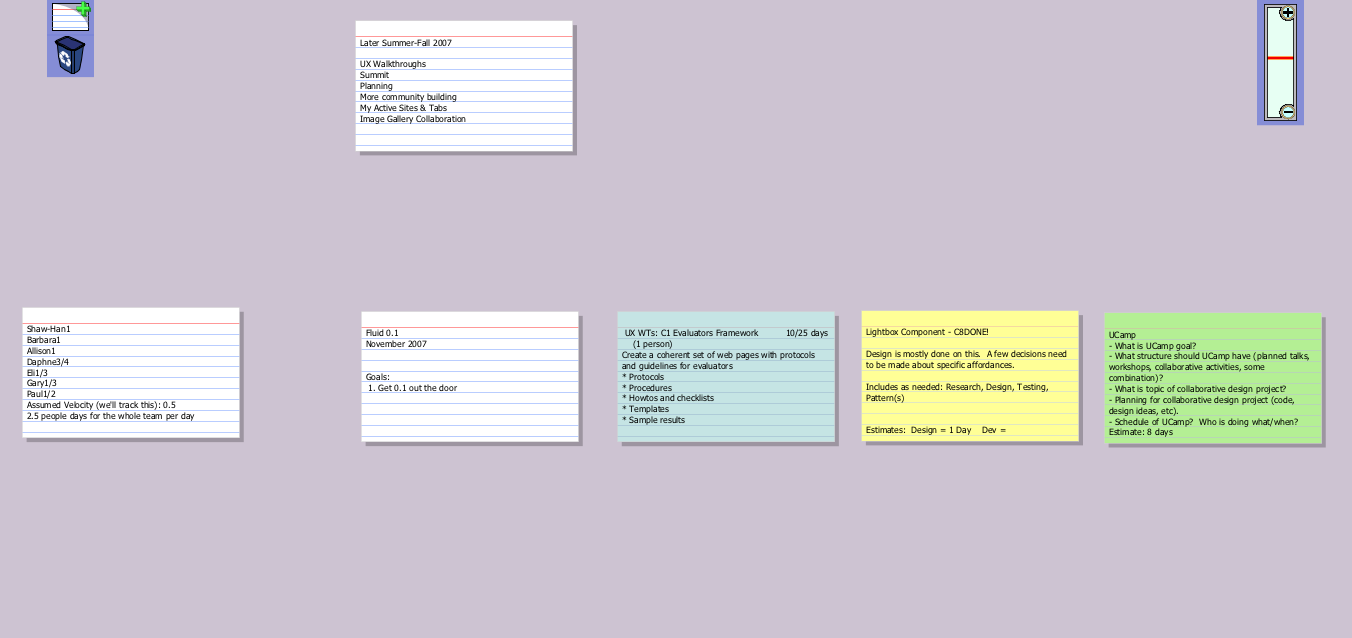 Later Summer-Fall 2007
UX Walkthroughs
Summit
Planning
More community building
My Active Sites & Tabs
Image Gallery Collaboration
Shaw-Han1
Barbara1
Allison1
Daphne3/4
Eli1/3
Gary1/3
Paul1/2
Assumed Velocity (we'll track this): 0.5
2.5 people days for the whole team per day
Fluid 0.1
November 2007
Goals:
1. Get 0.1 out the door
UX WTs: C1 Evaluators Framework 10/25 days
(1 person)
Create a coherent set of web pages with protocols
and guidelines for evaluators
* Protocols
* Procedures
* Howtos and checklists
* Templates
* Sample results
Lightbox Component - C8DONE!
Design is mostly done on this. A few decisions need
to be made about specific affordances.
Includes as needed: Research, Design, Testing,
Pattern(s)
Estimates: Design = 1 Day Dev =
UCamp
- What is UCamp goal?
- What structure should UCamp have (planned talks,
workshops, collaborative activities, some
combination)?
- What is topic of collaborative design project?
- Planning for collaborative design project (code,
design ideas, etc).
- Schedule of UCamp? Who is doing what/when?
Estimate: 8 days